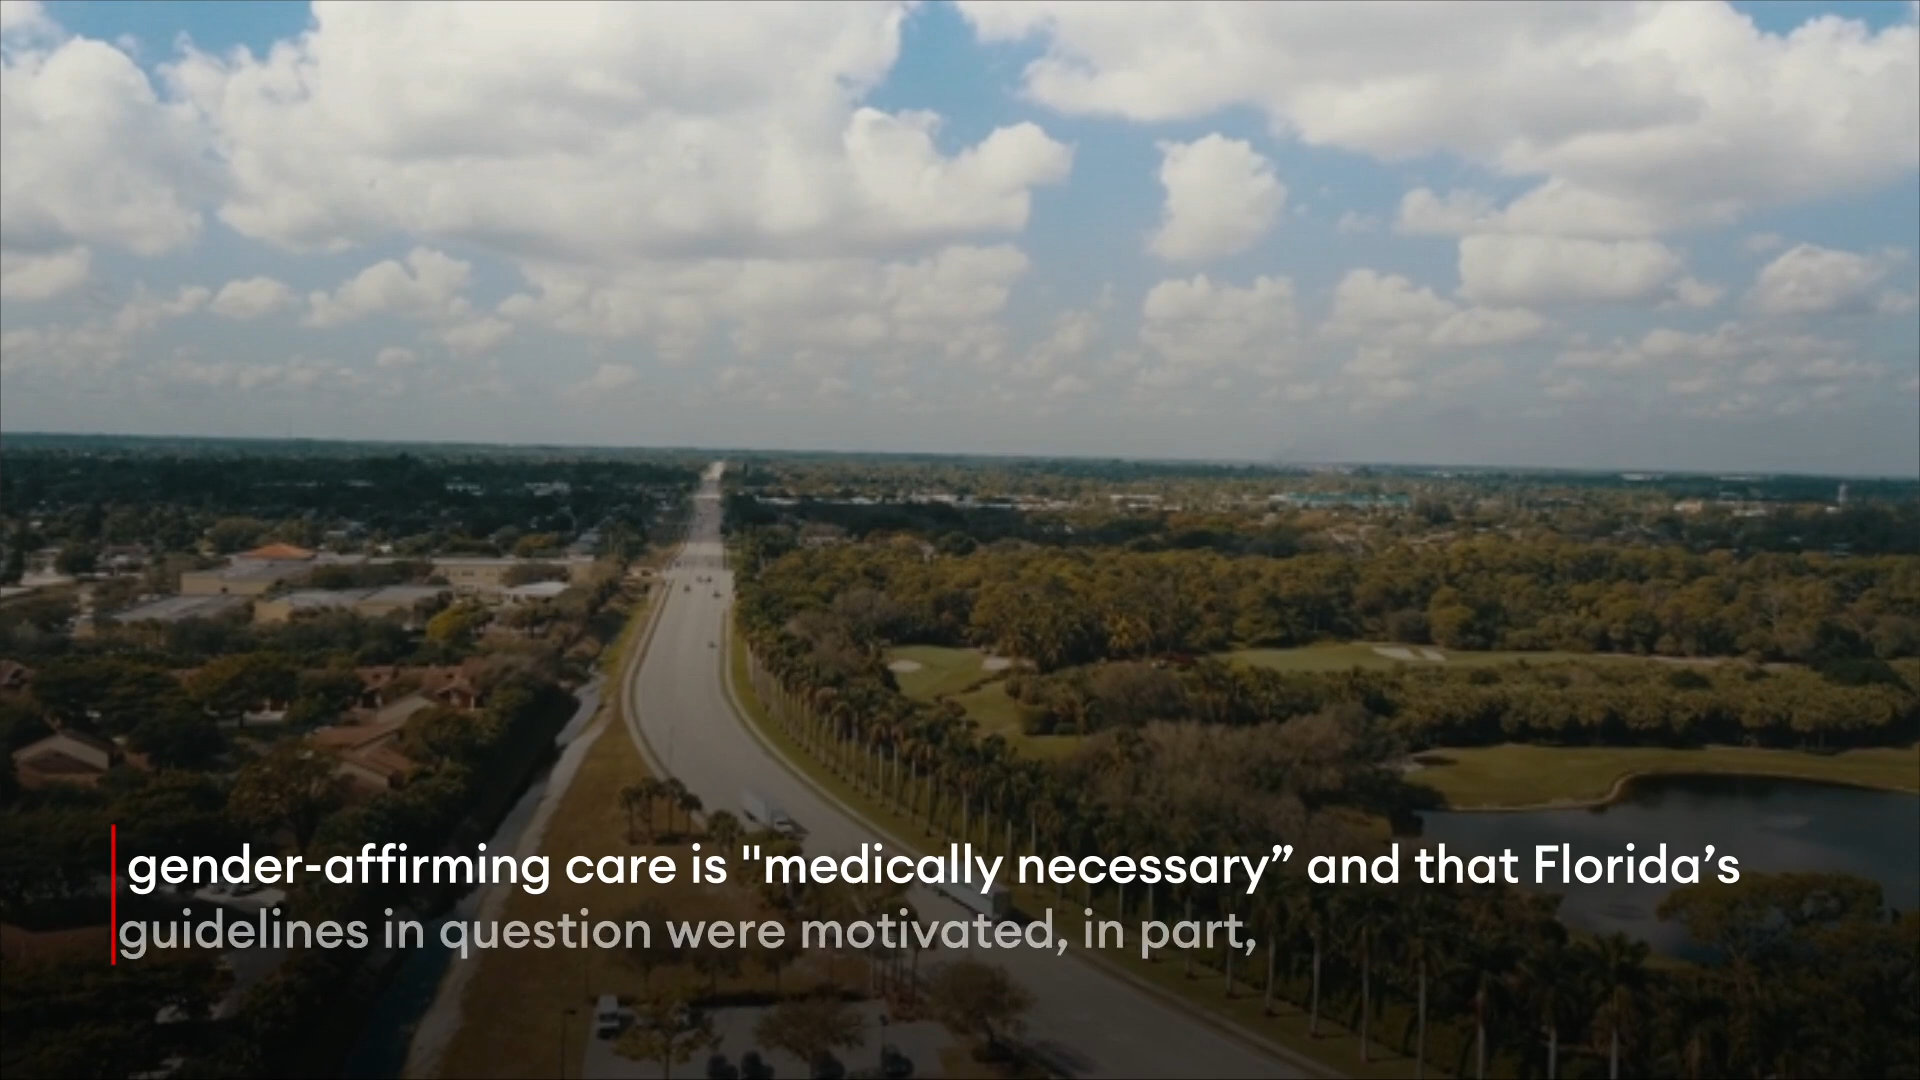 gender-affirming care is "medically necessary” and that Florida’s
guidelines in question were motivated, in part,